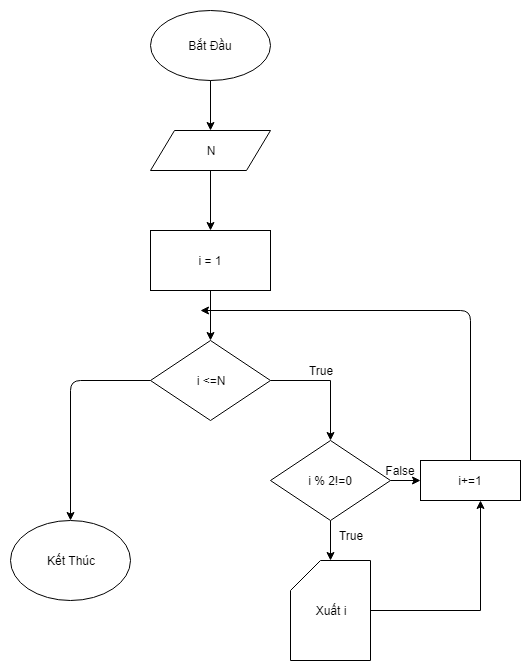 Bắt Đầu
N
i = 1
i <=N
True
i % 2!=0
False
i+=1
True
Kết Thúc
Xuất i